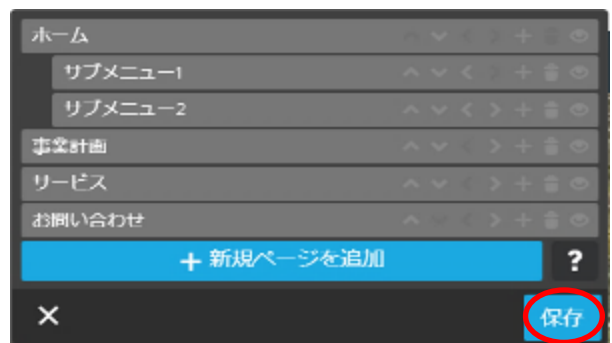 ホーム
サブメニュー1
サブメニュー2
事業計画
サービス
お問い合わせ
+ 新規ページを追加 ?
× 保存